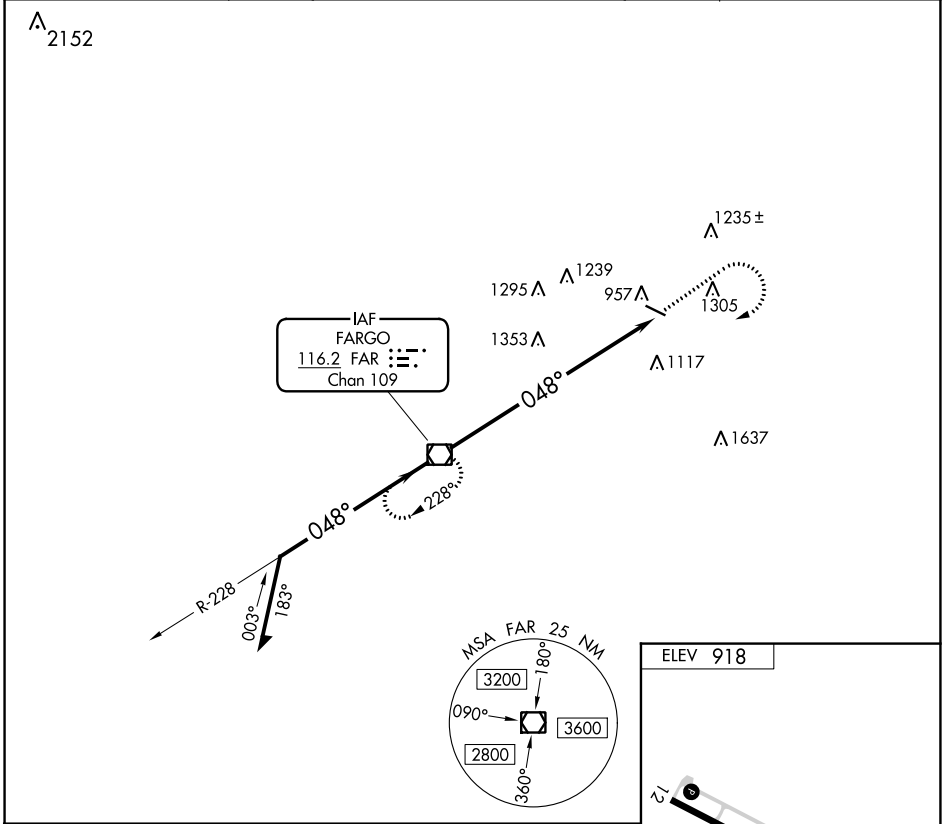 2152
1235 ±
1239
1295
957
1305
IAF
FARGO
116.2 FAR
Chan 109
1353
1117
048°
1637
228°
048°
R-228
003°
183°
MSA FAR 25 NM
180°
3200
090°
3600
2800
360°
ELEV 918
12
P